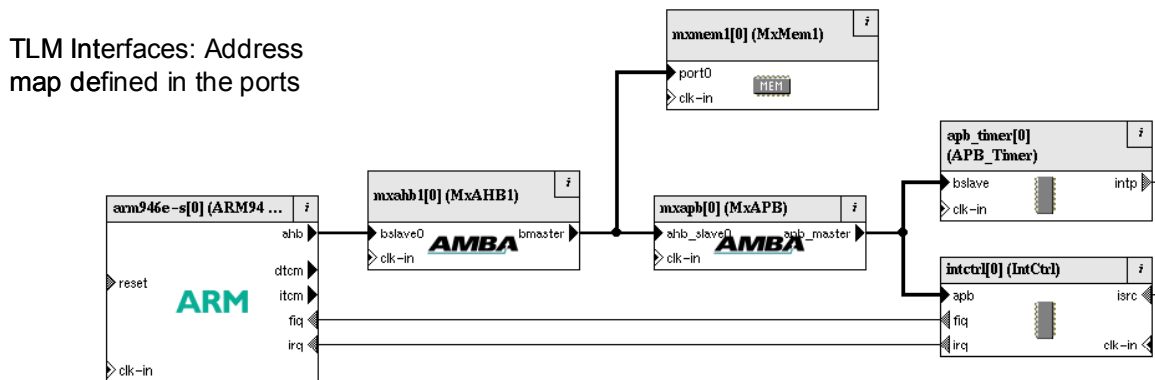 TLM Interfaces: Address
map defined in the ports
mxmem1[0] (MxMem1)
i
port0
MEM
clk-in
apb_timer[0]
(APB_Timer)
i
bslave
intp
clk-in
arm946e-s[0] (ARM94 ...
i
ahb
dtcm
reset
itcm
ARM
fiq
irq
clk-in
mxahb1[0] (MxAHB1)
i
bslave0
bmaster
AMBA
clk-in
mxapb[0] (MxAPB)
i
ahb_slave0
apb_master
AMBA
clk-in
intctrl[0] (IntCtrl)
i
apb
isrc
fiq
irq
clk-in